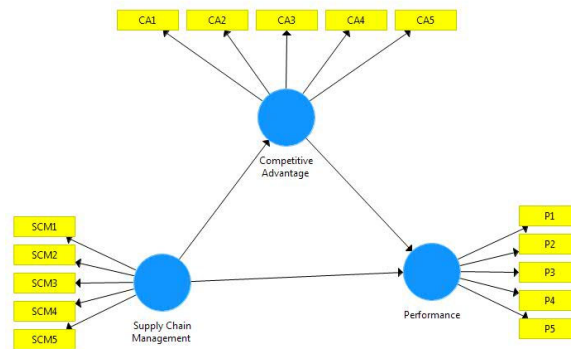 CA1
CA2
CA3
CA4
CA5
Competitive
Advantage
SCM1
SCM2
SCM3
SCM4
SCM5
Supply Chain
Management
P1
P2
P3
P4
P5
Performance